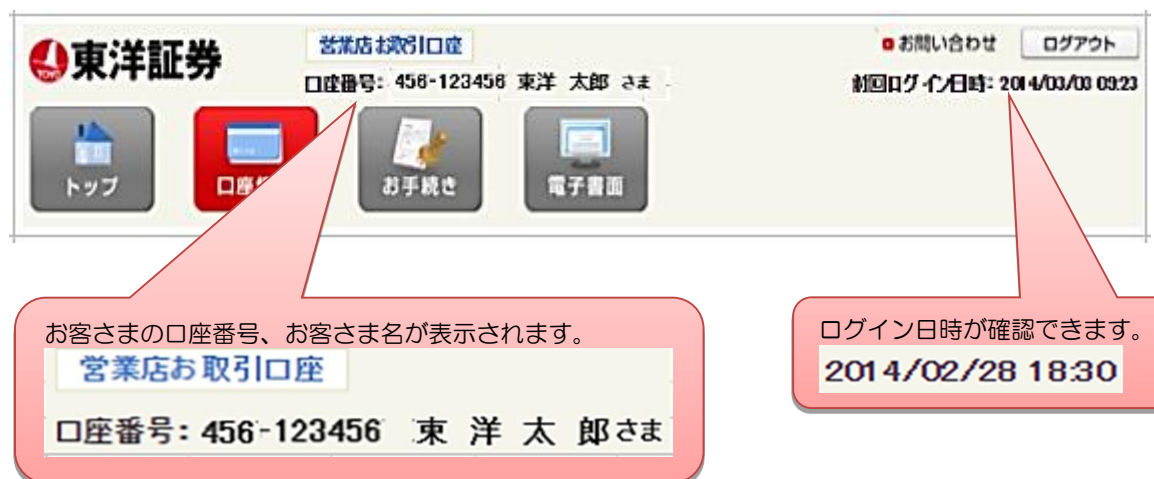 東洋証券
TOYO
営業店お取引口座
お問い合わせ
ログアウト
口座番号: 456-123456 東洋 太郎 さま
前回ログイン日時: 2014/03/03 09:23
トップ
口座
お手続き
電子書面
お客さまの口座番号、お客さま名が表示されます。
営業店お取引口座
口座番号: 456-123456 東 洋 太 郎 さま
ログイン日時が確認できます。
2014/02/28 18:30